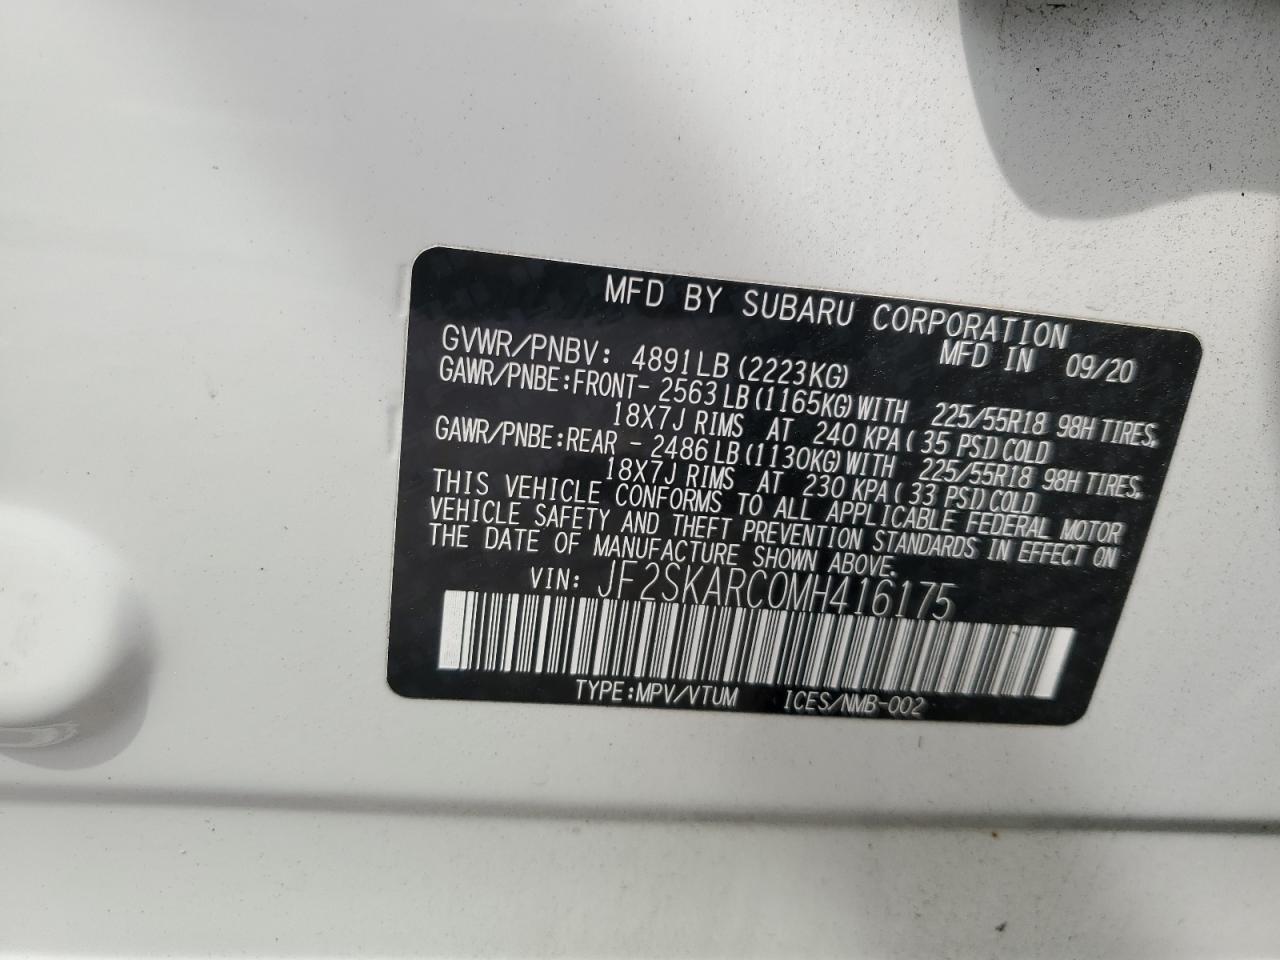 MFD BY SUBARU CORPORATION
GVWR/PNBV: 4891LB (2223KG) MFD IN 09/20
GAWR/PNBE:FRONT- 2563LB(1165KG)WITH 225/55R18 98H TIRES,
18X7J RIMS AT 240 KPA( 35 PSI)COLD
GAWR/PNBE:REAR - 2486LB(1130KG)WITH 225/55R18 98H TIRES,
18X7J RIMS AT 230 KPA( 33 PSI)COLD
THIS VEHICLE CONFORMS TO ALL APPLICABLE FEDERAL MOTOR
VEHICLE SAFETY AND THEFT PREVENTION STANDARDS IN EFFECT ON
THE DATE OF MANUFACTURE SHOWN ABOVE.
VIN: JF2SKARC0MH416175
TYPE:MPV/VTUM ICES/NMB-002